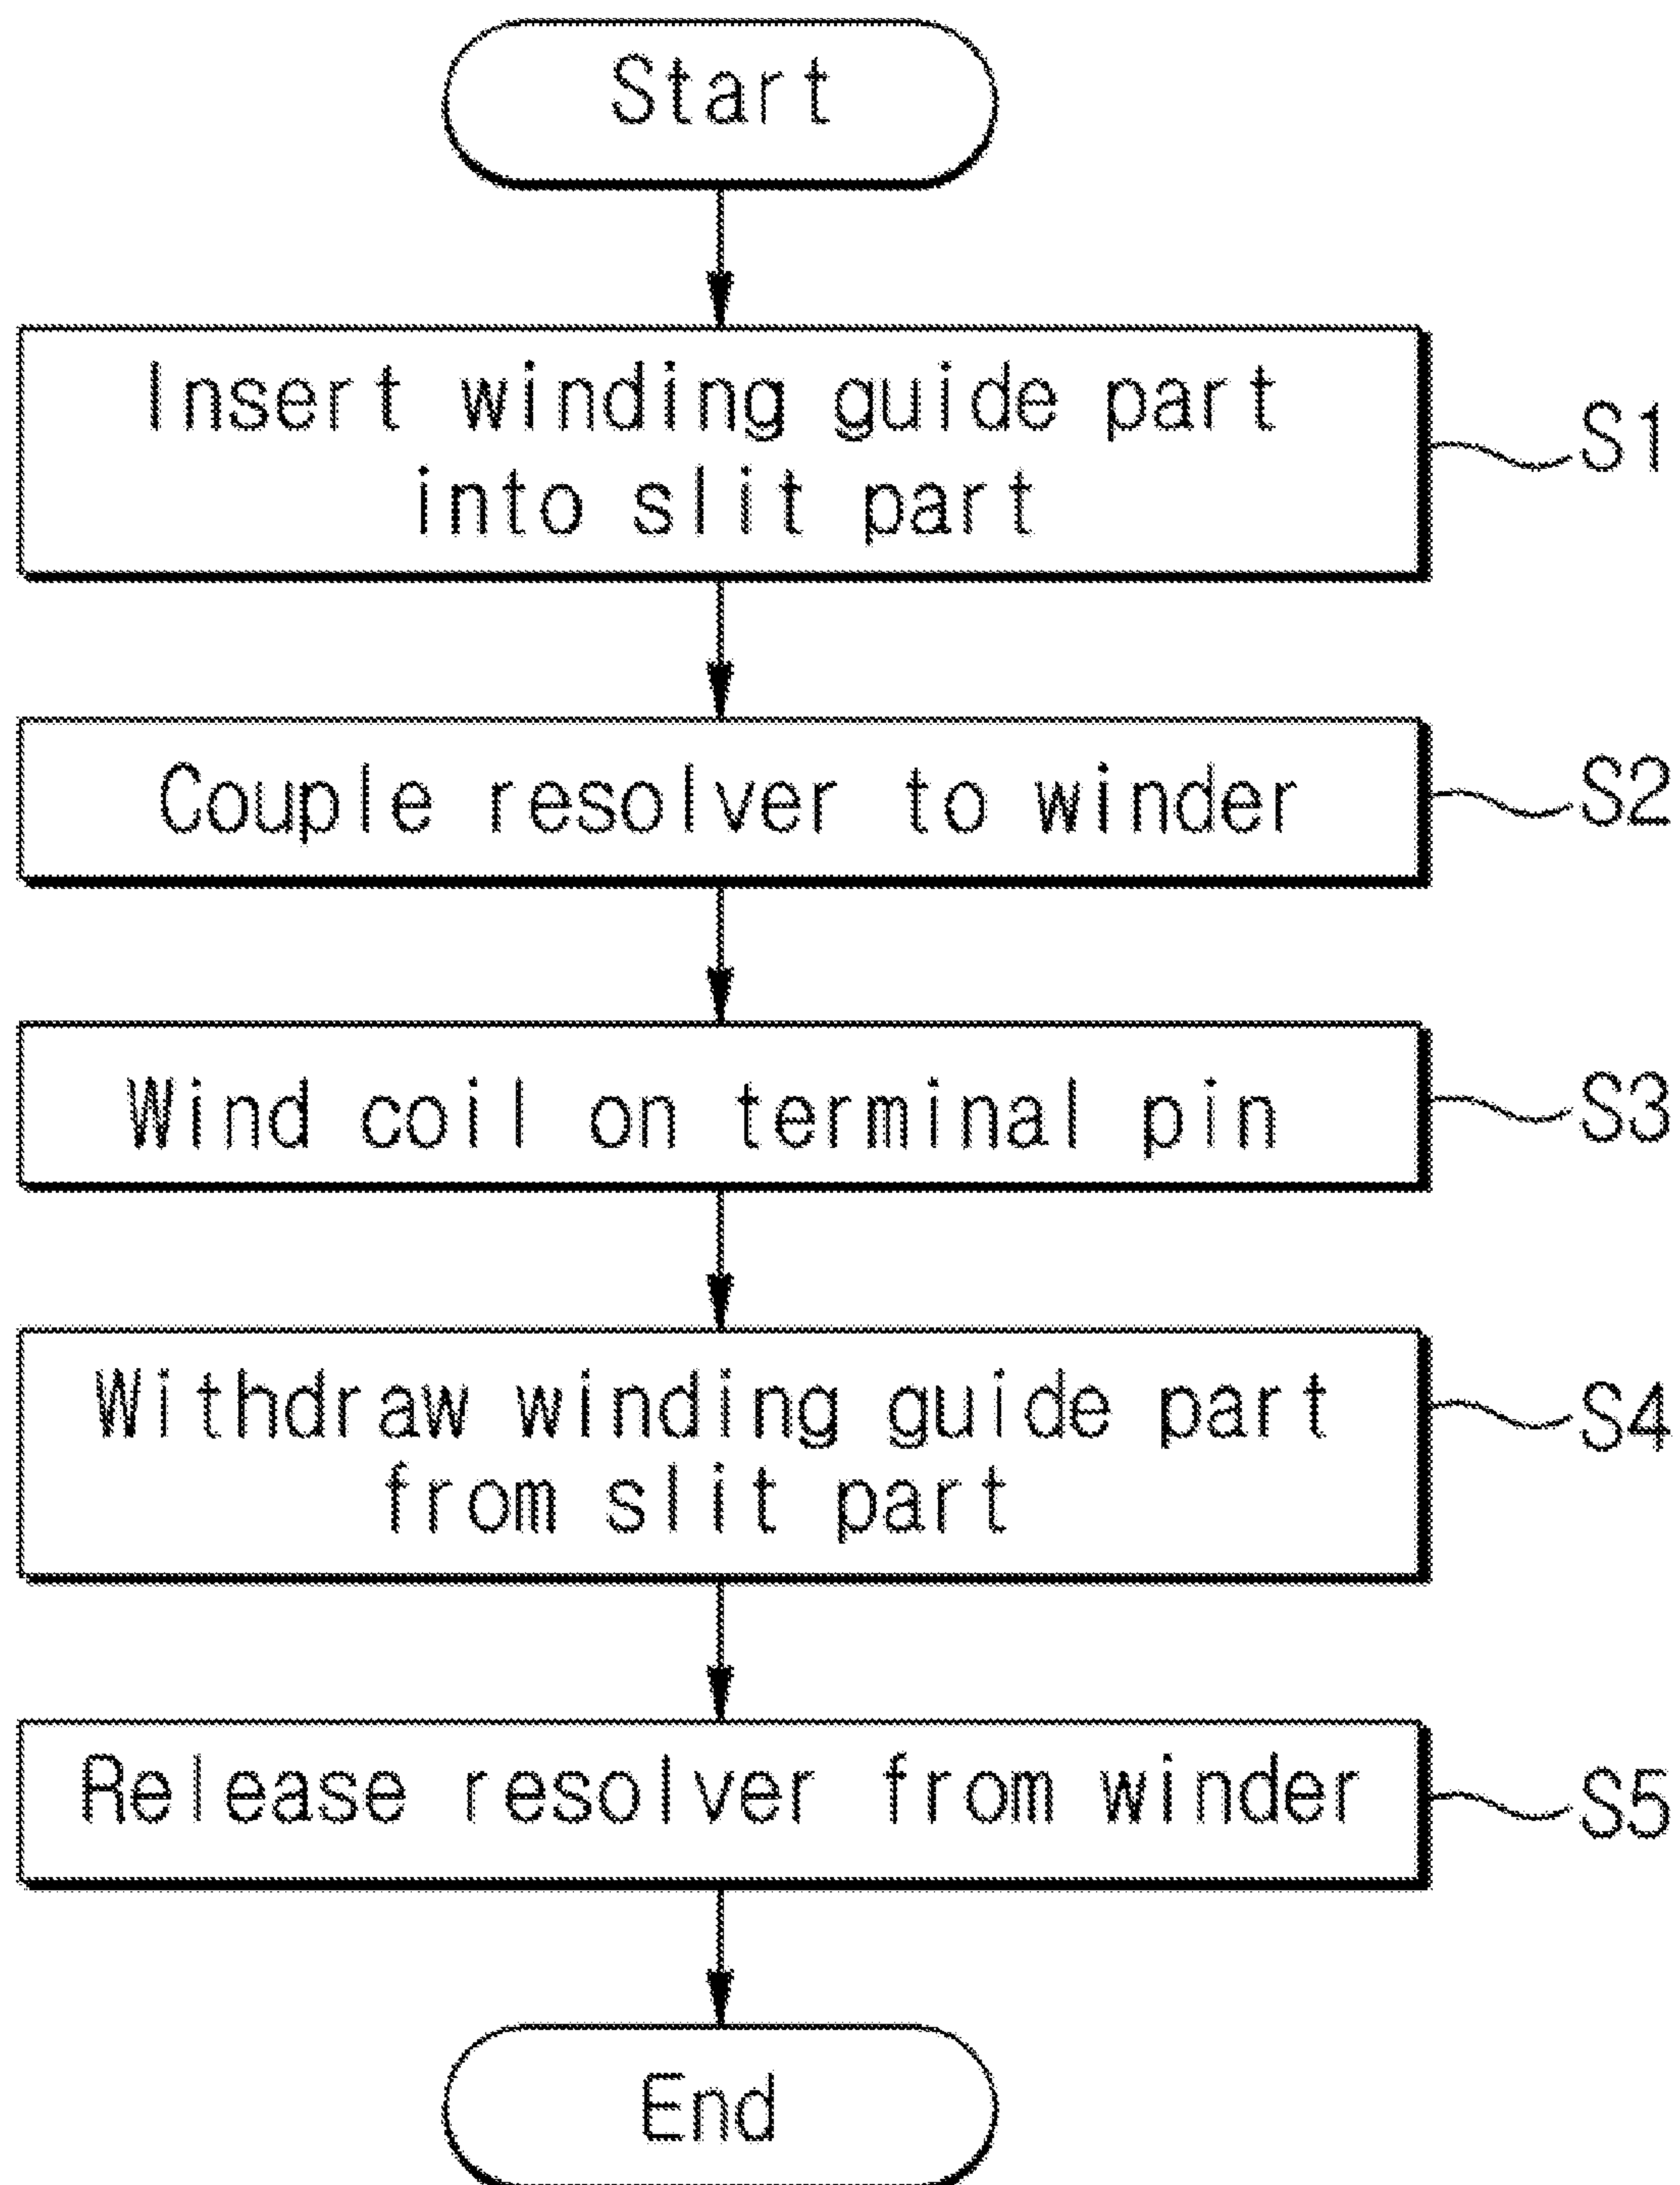 Start
Insert winding guide part
into slit part
S1
Couple resolver to winder
S2
Wind coil on terminal pin
S3
Withdraw winding guide part
from slit part
S4
Release resolver from winder
S5
End